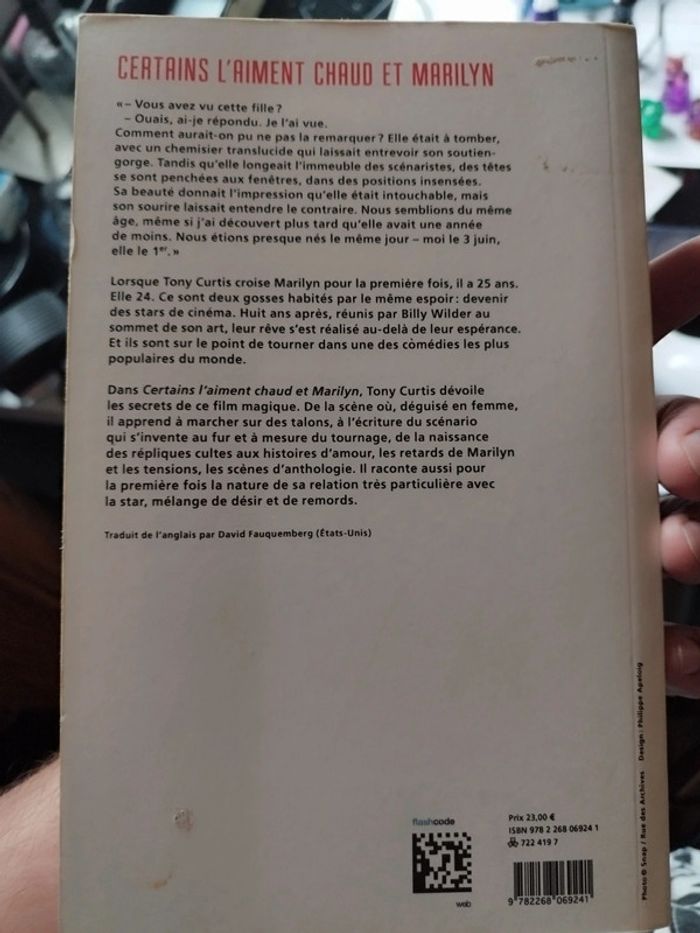 CERTAINS L'AIMENT CHAUD ET MARILYN
« – Vous avez vu cette fille ?
– Ouais, ai-je répondu. Je l'ai vue.
Comment aurait-on pu ne pas la remarquer ? Elle était à tomber,
avec un chemisier translucide qui laissait entrevoir son soutien-
gorge. Tandis qu'elle longeait l'immeuble des scénaristes, des têtes
se sont penchées aux fenêtres, dans des positions insensées.
Sa beauté donnait l'impression qu'elle était intouchable, mais
son sourire laissait entendre le contraire. Nous semblions du même
âge, même si j'ai découvert plus tard qu'elle avait une année
de moins. Nous étions presque nés le même jour – moi le 3 juin,
elle le 1er. »
Lorsque Tony Curtis croise Marilyn pour la première fois, il a 25 ans.
Elle 24. Ce sont deux gosses habités par le même espoir : devenir
des stars de cinéma. Huit ans après, réunis par Billy Wilder au
sommet de son art, leur rêve s'est réalisé au-delà de leur espérance.
Et ils sont sur le point de tourner dans une des comédies les plus
populaires du monde.
Dans Certains l'aiment chaud et Marilyn, Tony Curtis dévoile
les secrets de ce film magique. De la scène où, déguisé en femme,
il apprend à marcher sur des talons, à l'écriture du scénario
qui s'invente au fur et à mesure du tournage, de la naissance
des répliques cultes aux histoires d'amour, les retards de Marilyn
et les tensions, les scènes d'anthologie. Il raconte aussi pour
la première fois la nature de sa relation très particulière avec
la star, mélange de désir et de remords.
Traduit de l'anglais par David Fauquemberg (États-Unis)
flashcode
web
Prix 23,00 €
ISBN 978 2 268 06924 1
722 419 7
9 782268 069241
Photo © Snap / Rue des Archives Design : Philippe Apeloig